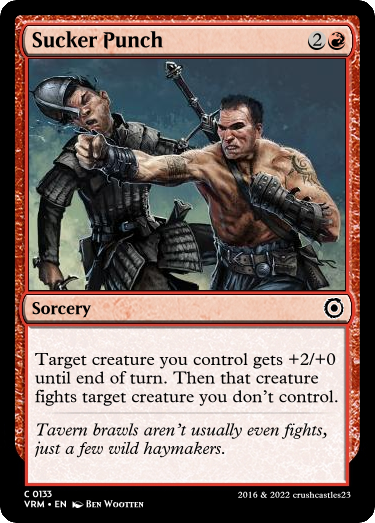 Sucker Punch 2
Sorcery
Target creature you control gets +2/+0
until end of turn. Then that creature
fights target creature you don't control.
Tavern brawls aren't usually even fights,
just a few wild haymakers.
C 0133
VRM • EN Ben Wootten 2016 & 2022 crushcastles23